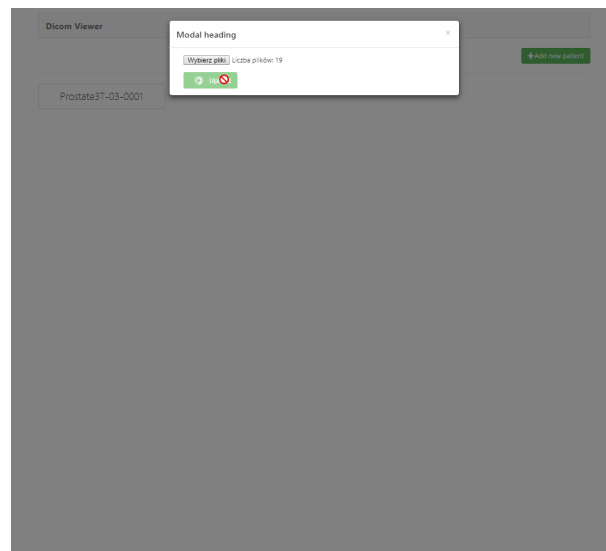 Dicom Viewer
Modal heading
×
Wybierz pliki Liczba plików: 19
+Add new patient
Prostate3T-03-0001